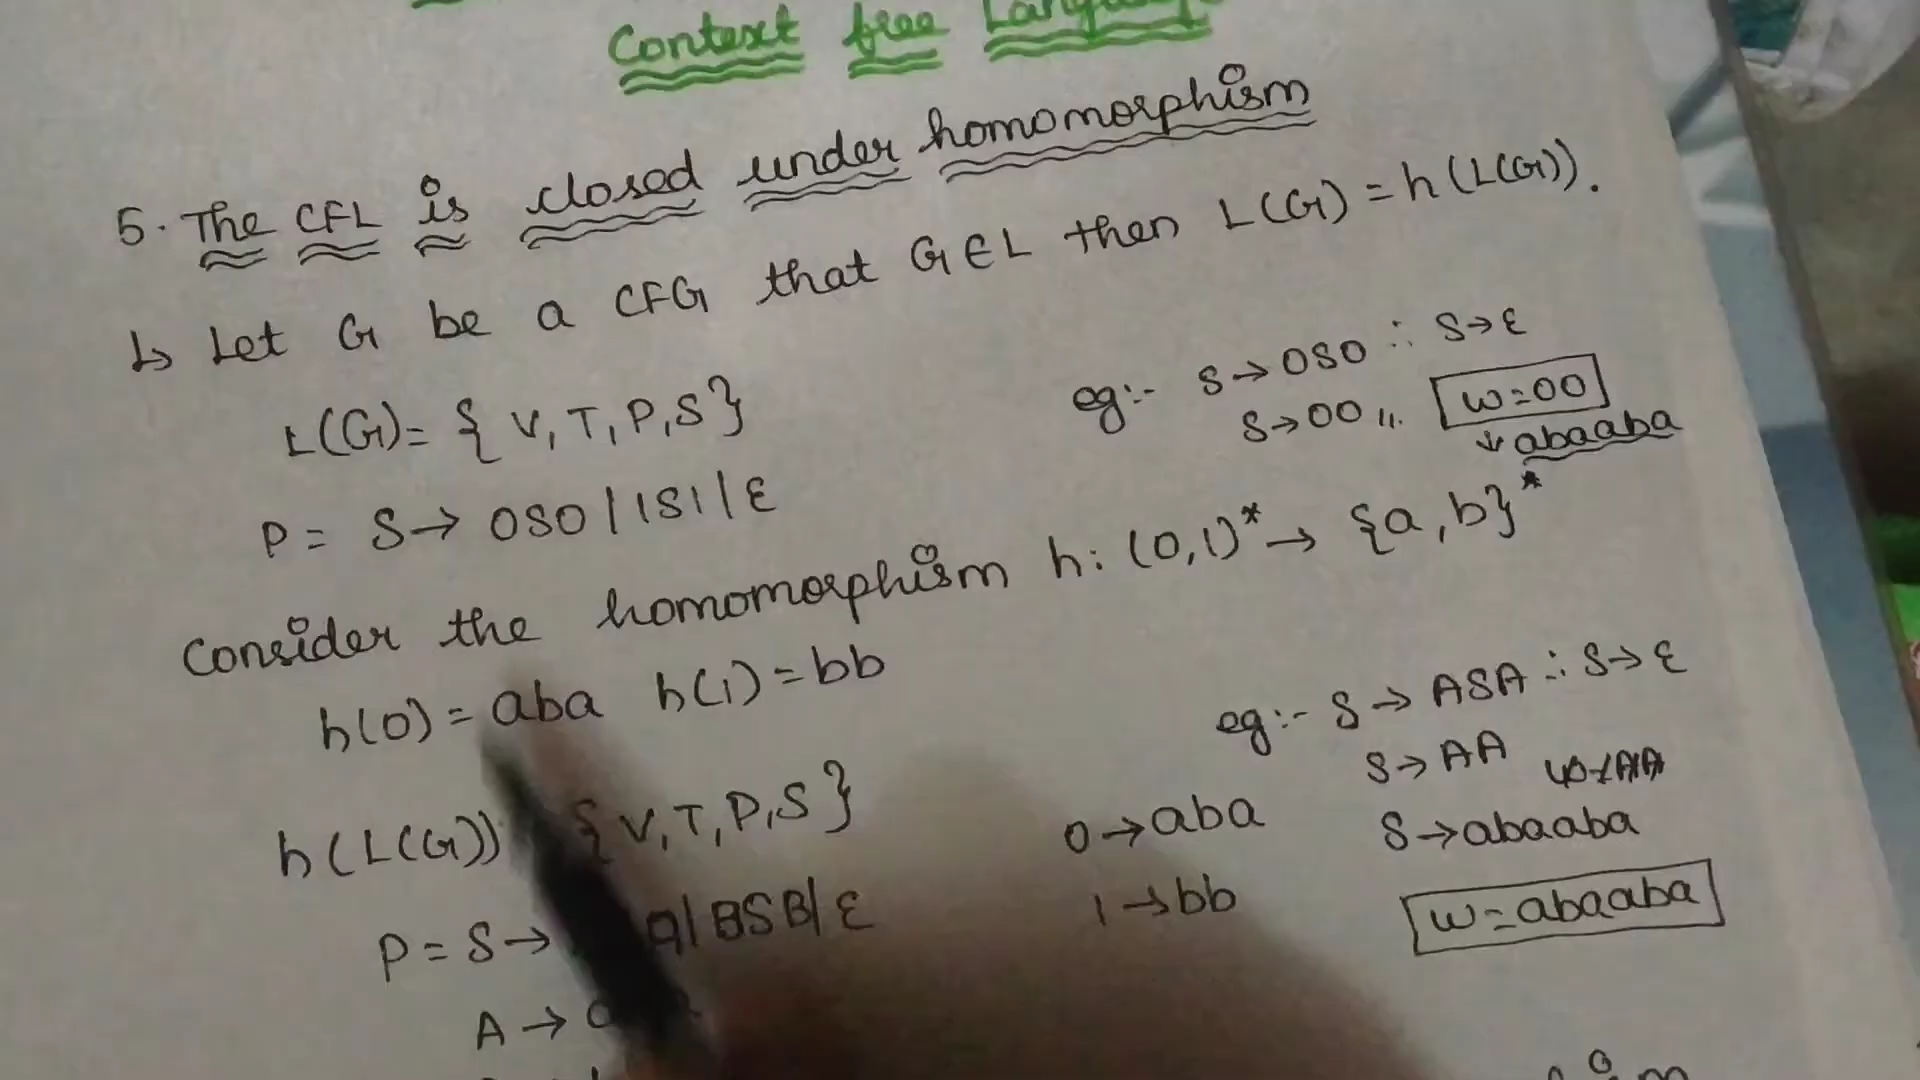 Context free Language
5. The CFL is closed under homomorphism
↳ Let G be a CFG that G∈L then L(G) = h(L(G)).
L(G) = { V, T, P, S }
P = S → 0S0 | 1S1 | ε
eg:- S → 0S0 ∴ S → ε
S → 00 ,,. w=00
↓ abaaba
Consider the homomorphism h: (0,1)* → {a, b}*
h(0) = aba h(1) = bb
h(L(G)) { V, T, P, S }
P = S → A | BSB | ε
A →
eg:- S → ASA ∴ S → ε
S → AA
0 → aba
S → abaaba
1 → bb
w = abaaba